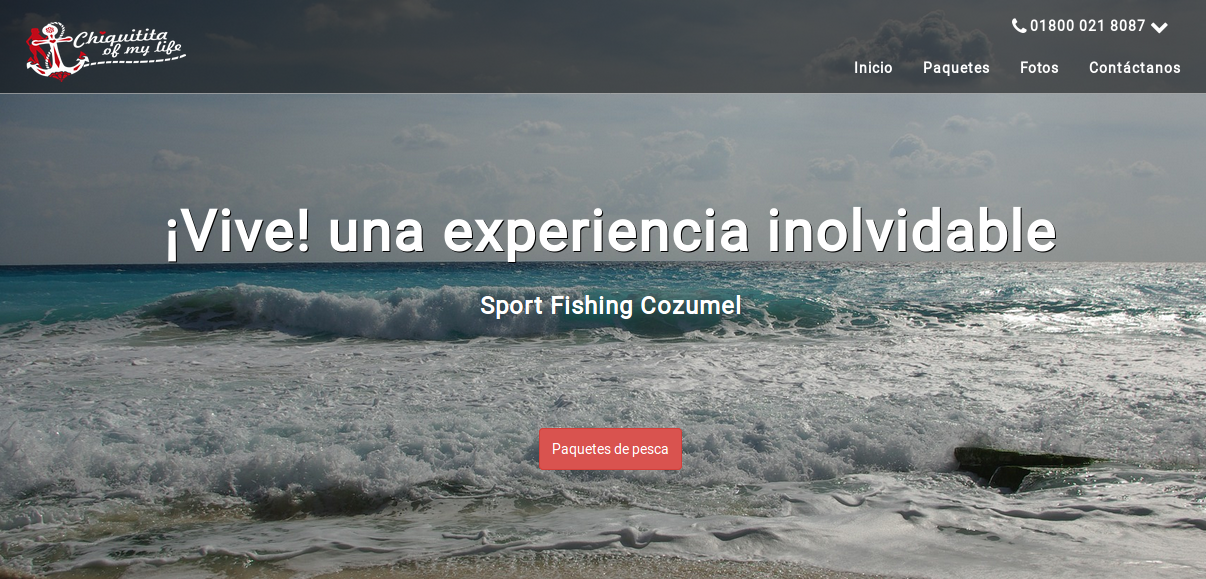 Chiquitita
of my life
01800 021 8087
Inicio Paquetes Fotos Contáctanos
¡Vive! una experiencia inolvidable
Sport Fishing Cozumel
Paquetes de pesca